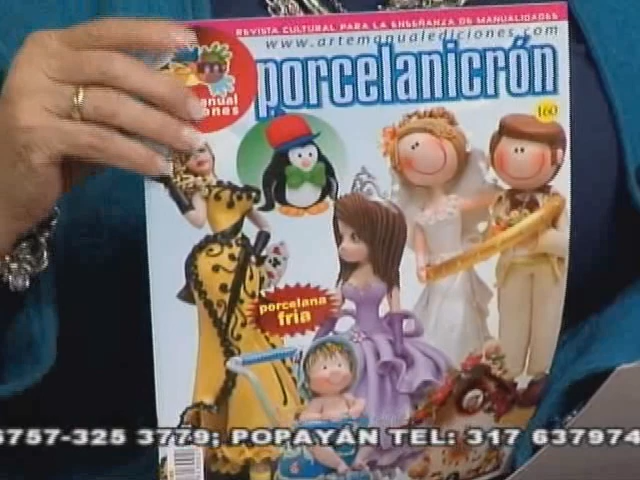 REVISTA CULTURAL PARA LA ENSEÑANZA DE MANUALIDADES
www.artemanualediciones.com
porcelanicrón
160
porcelana
fria
6757-325 3779; POPAYÁN TEL: 317 637974